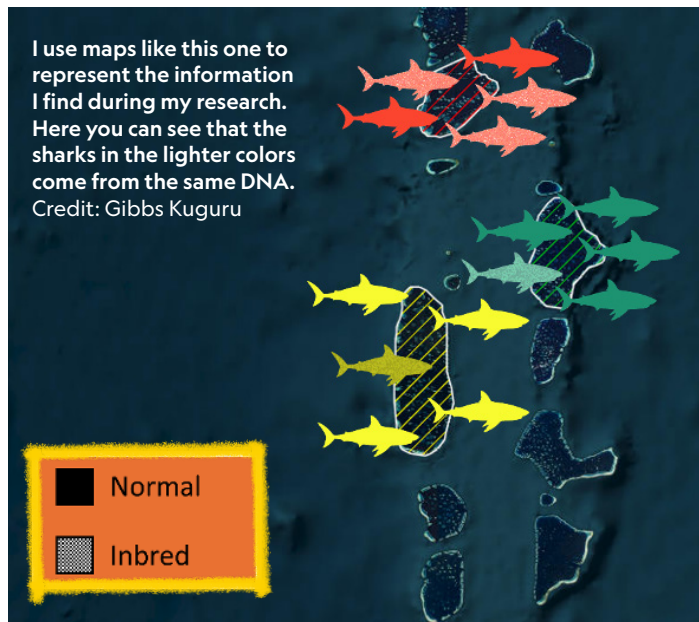 I use maps like this one to
represent the information
I find during my research.
Here you can see that the
sharks in the lighter colors
come from the same DNA.
Credit: Gibbs Kuguru
Normal
Inbred